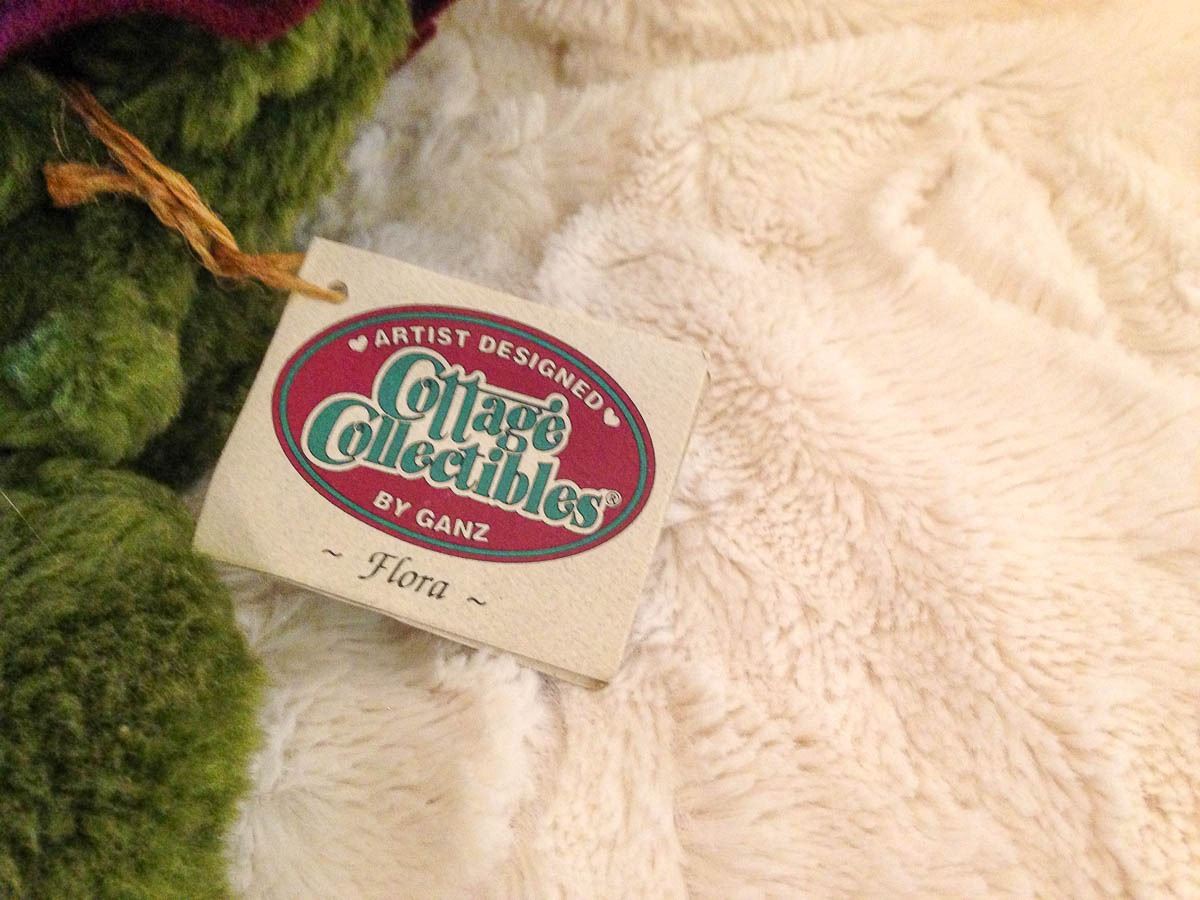 ARTIST DESIGNED
Cottage
Collectibles®
BY GANZ
~ Flora ~